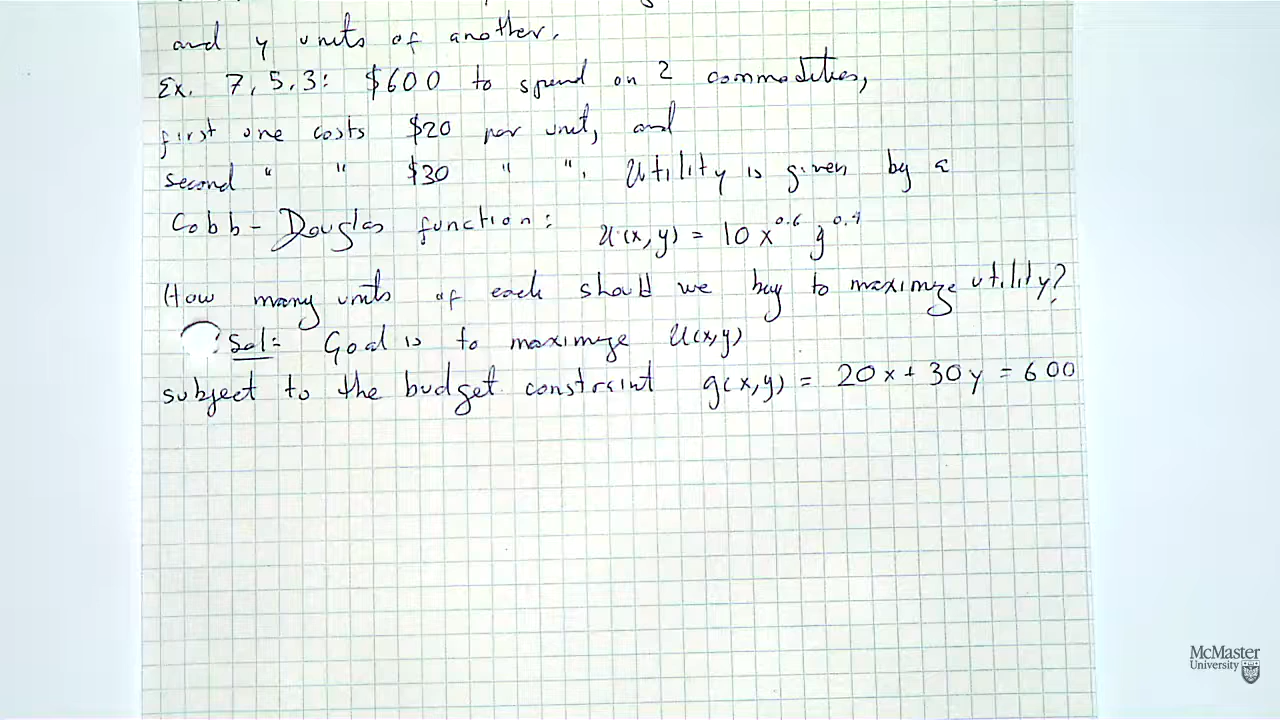 and y units of another.
Ex. 7.5.3: $600 to spend on 2 commodities,
first one costs $20 per unit, and
second " " $30 " ". Utility is given by a
Cobb-Douglas function: U(x,y) = 10 x^0.6 y^0.4
How many units of each should we buy to maximize utility?
Sol: Goal is to maximize U(x,y)
subject to the budget constraint g(x,y) = 20x + 30y = 600
McMaster
University